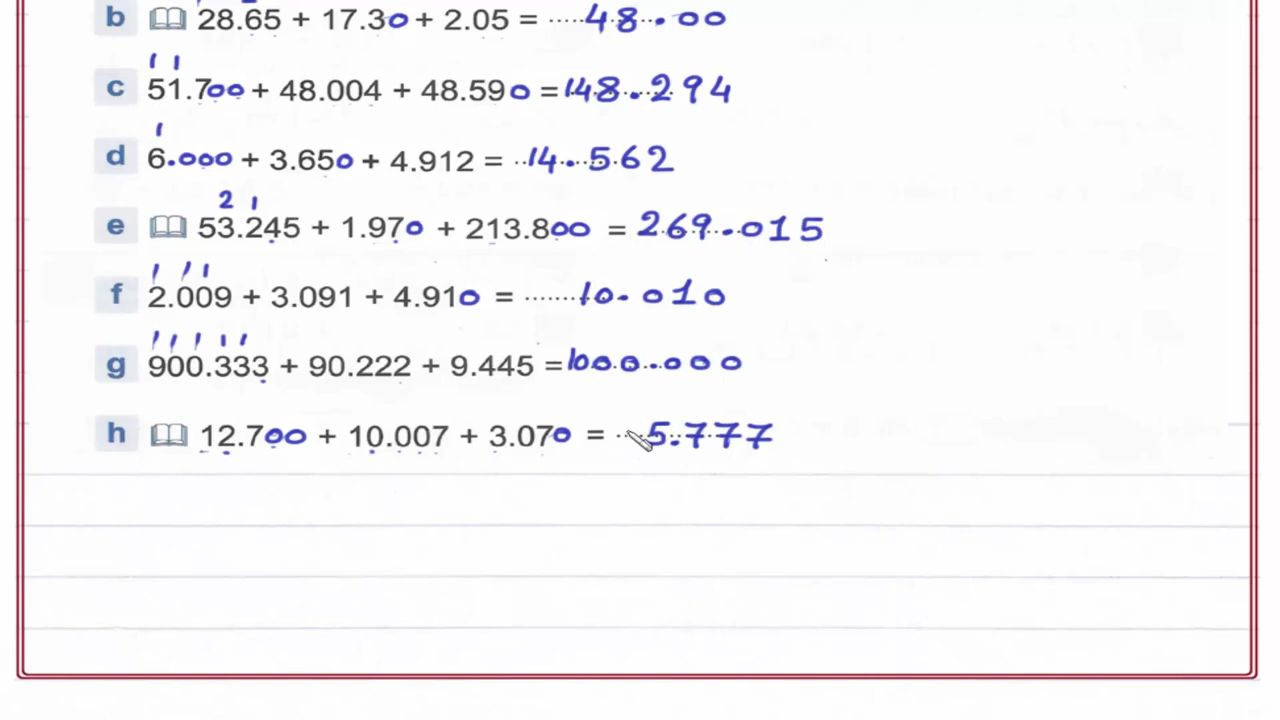 b 28.65 + 17.30 + 2.05 = 48.00
c 51.700 + 48.004 + 48.590 = 148.294
d 6.000 + 3.650 + 4.912 = 14.562
e 53.245 + 1.970 + 213.800 = 269.015
f 2.009 + 3.091 + 4.910 = 10.010
g 900.333 + 90.222 + 9.445 = 1000.000
h 12.700 + 10.007 + 3.070 = 5.777